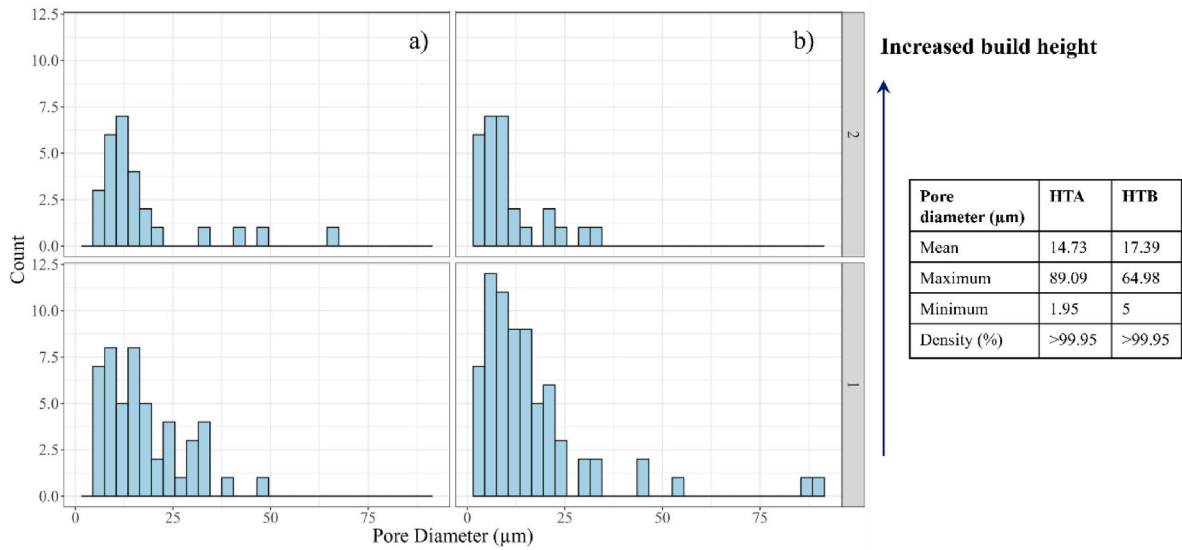 a)
b)
Increased build height
12.5
10.0
7.5
5.0
2.5
0.0
2
12.5
10.0
7.5
5.0
2.5
0.0
1
Count
0 25 50 75 0 25 50 75
Pore Diameter (µm)
Pore diameter (µm) HTA HTB
Mean 14.73 17.39
Maximum 89.09 64.98
Minimum 1.95 5
Density (%) >99.95 >99.95